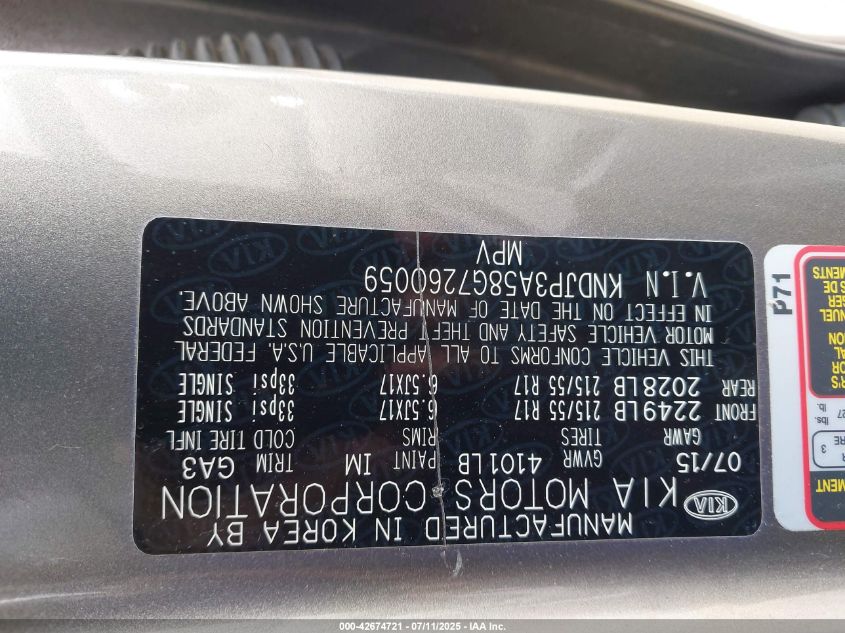 MANUFACTURED IN KOREA BY
KIA KIA MOTORS CORPORATION
07/15 GVWR 4101LB PAINT IM TRIM GA3
GAWR TIRES RIMS COLD TIRE INFL
FRONT 2249LB 215/55 R17 6.5JX17 33psi SINGLE
REAR 2028LB 215/55 R17 6.5JX17 33psi SINGLE
THIS VEHICLE CONFORMS TO ALL APPLICABLE U.S.A. FEDERAL
MOTOR VEHICLE SAFETY AND THEFT PREVENTION STANDARDS
IN EFFECT ON THE DATE OF MANUFACTURE SHOWN ABOVE.
V.I.N KNDJP3A58G7260059
MPV
P71
000-42674721 - 07/11/2025 - IAA Inc.